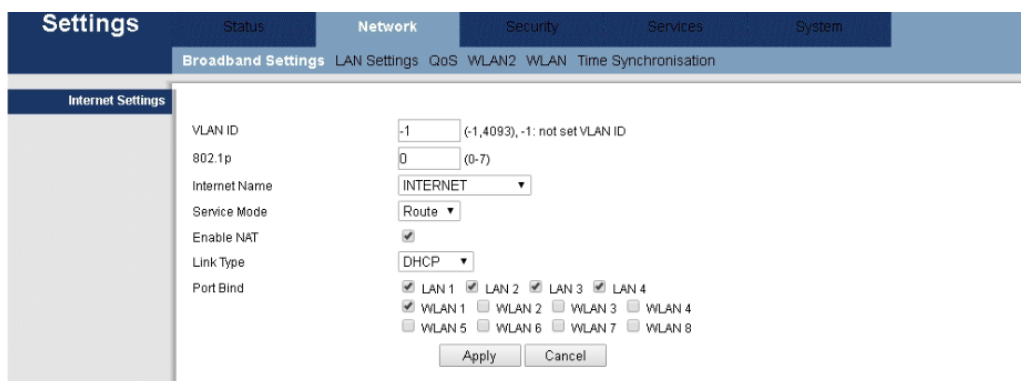 Settings
Status Network Security Services System
Broadband Settings LAN Settings QoS WLAN2 WLAN Time Synchronisation
Internet Settings
VLAN ID -1 (-1,4093), -1: not set VLAN ID
802.1p 0 (0-7)
Internet Name INTERNET
Service Mode Route
Enable NAT
Link Type DHCP
Port Bind LAN 1 LAN 2 LAN 3 LAN 4
WLAN 1 WLAN 2 WLAN 3 WLAN 4
WLAN 5 WLAN 6 WLAN 7 WLAN 8
Apply Cancel